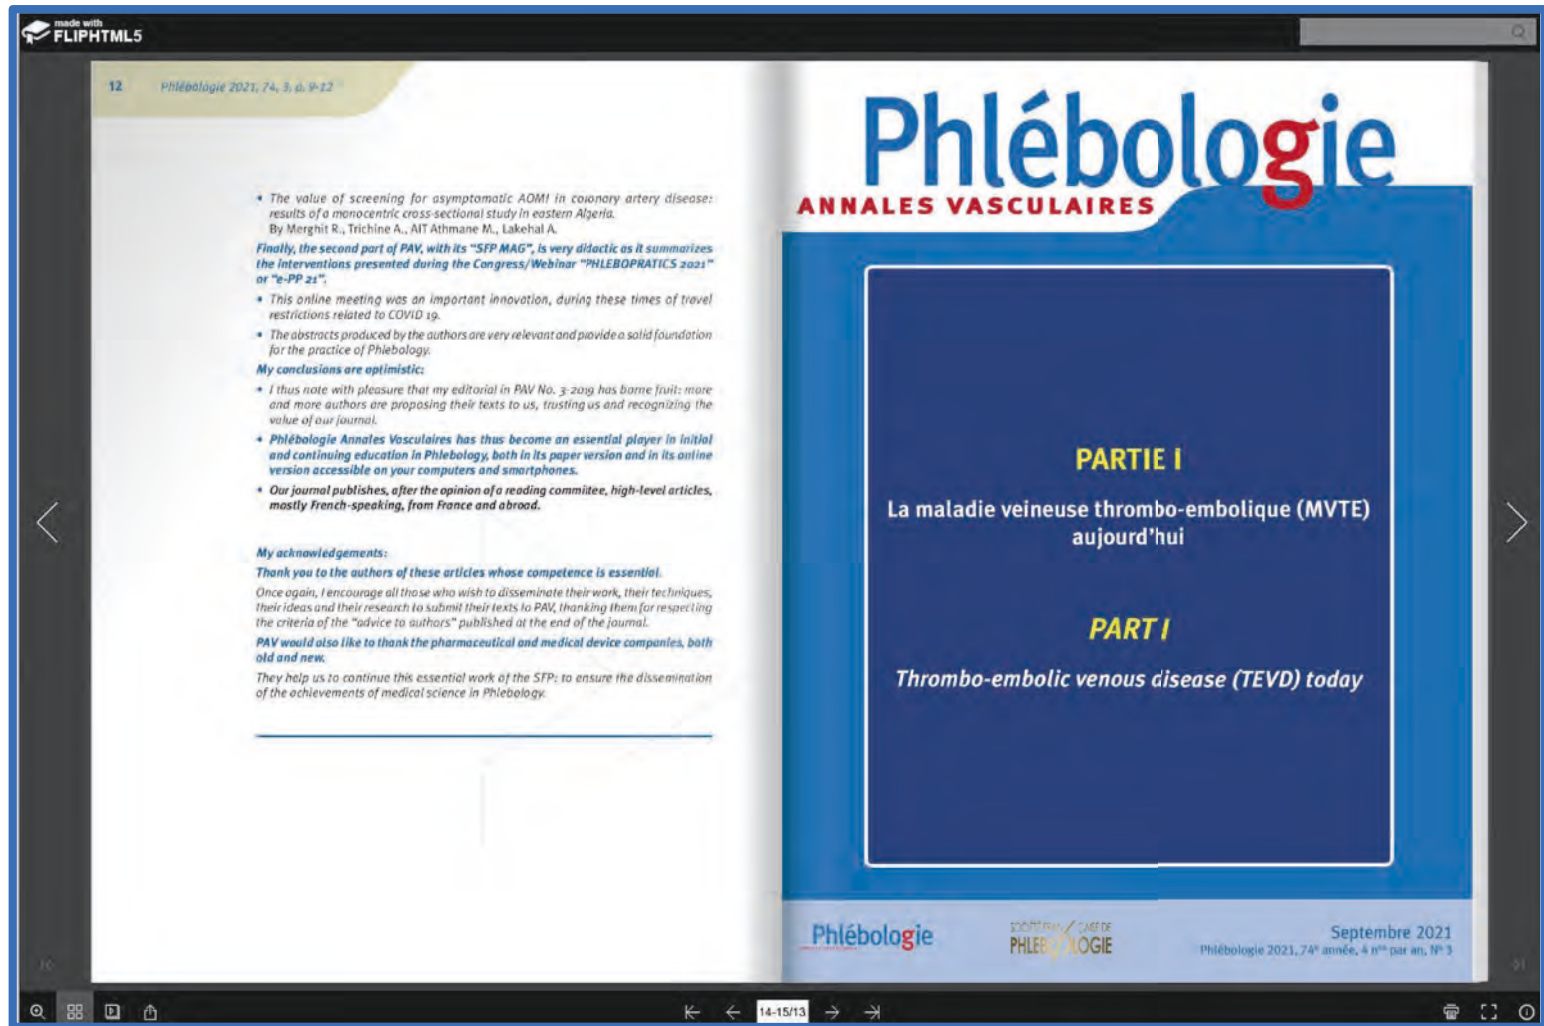 made with
FLIPHTML5
12 Phlébologie 2021, 74, 3, p. 9-12
• The value of screening for asymptomatic AOMI in coronary artery disease:
results of a monocentric cross-sectional study in eastern Algeria.
By Merghit R., Trichine A., AIT Athmane M., Lakehal A.
Finally, the second part of PAV, with its "SFP MAG", is very didactic as it summarizes
the interventions presented during the Congress/Webinar "PHLEBOPRATICS 2021"
or "e-PP 21".
• This online meeting was an important innovation, during these times of travel
restrictions related to COVID 19.
• The abstracts produced by the authors are very relevant and provide a solid foundation
for the practice of Phlebology.
My conclusions are optimistic:
• I thus note with pleasure that my editorial in PAV No. 3-2019 has borne fruit: more
and more authors are proposing their texts to us, trusting us and recognizing the
value of our journal.
• Phlébologie Annales Vasculaires has thus become an essential player in initial
and continuing education in Phlebology, both in its paper version and in its online
version accessible on your computers and smartphones.
• Our journal publishes, after the opinion of a reading commitee, high-level articles,
mostly French-speaking, from France and abroad.
My acknowledgements:
Thank you to the authors of these articles whose competence is essential.
Once again, I encourage all those who wish to disseminate their work, their techniques,
their ideas and their research to submit their texts to PAV, thanking them for respecting
the criteria of the "advice to authors" published at the end of the journal.
PAV would also like to thank the pharmaceutical and medical device companies, both
old and new.
They help us to continue this essential work of the SFP: to ensure the dissemination
of the achievements of medical science in Phlebology.
Phlébologie
ANNALES VASCULAIRES
PARTIE I
La maladie veineuse thrombo-embolique (MVTE)
aujourd'hui
PART I
Thrombo-embolic venous disease (TEVD) today
Phlébologie
SOCIÉTÉ FRANÇAISE DE
PHLEBOLOGIE
Septembre 2021
Phlébologie 2021, 74e année, 4 nos par an, N° 3
14-15/13